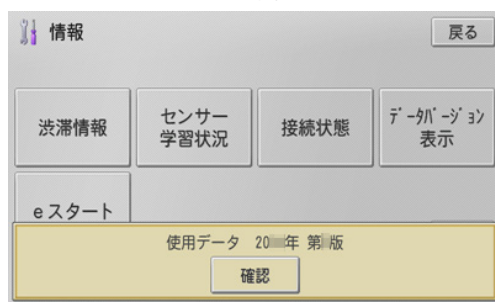 情報
戻る
渋滞情報
センサー
学習状況
接続状態
ﾃﾞｰﾀﾊﾞｰｼﾞｮﾝ
表示
eスタート
使用データ 20 年 第 版
確認